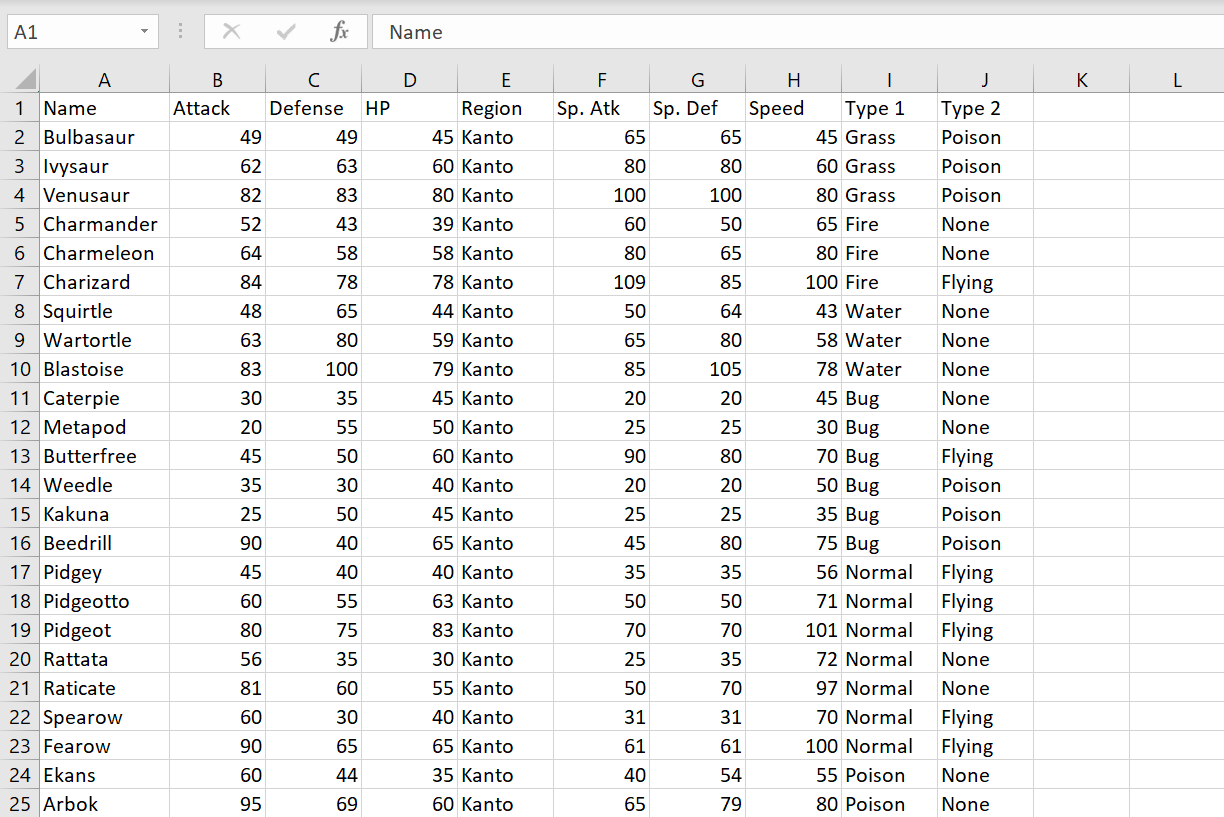 A1 fx Name
A B C D E F G H I J K L
1 Name Attack Defense HP Region Sp. Atk Sp. Def Speed Type 1 Type 2
2 Bulbasaur 49 49 45 Kanto 65 65 45 Grass Poison
3 Ivysaur 62 63 60 Kanto 80 80 60 Grass Poison
4 Venusaur 82 83 80 Kanto 100 100 80 Grass Poison
5 Charmander 52 43 39 Kanto 60 50 65 Fire None
6 Charmeleon 64 58 58 Kanto 80 65 80 Fire None
7 Charizard 84 78 78 Kanto 109 85 100 Fire Flying
8 Squirtle 48 65 44 Kanto 50 64 43 Water None
9 Wartortle 63 80 59 Kanto 65 80 58 Water None
10 Blastoise 83 100 79 Kanto 85 105 78 Water None
11 Caterpie 30 35 45 Kanto 20 20 45 Bug None
12 Metapod 20 55 50 Kanto 25 25 30 Bug None
13 Butterfree 45 50 60 Kanto 90 80 70 Bug Flying
14 Weedle 35 30 40 Kanto 20 20 50 Bug Poison
15 Kakuna 25 50 45 Kanto 25 25 35 Bug Poison
16 Beedrill 90 40 65 Kanto 45 80 75 Bug Poison
17 Pidgey 45 40 40 Kanto 35 35 56 Normal Flying
18 Pidgeotto 60 55 63 Kanto 50 50 71 Normal Flying
19 Pidgeot 80 75 83 Kanto 70 70 101 Normal Flying
20 Rattata 56 35 30 Kanto 25 35 72 Normal None
21 Raticate 81 60 55 Kanto 50 70 97 Normal None
22 Spearow 60 30 40 Kanto 31 31 70 Normal Flying
23 Fearow 90 65 65 Kanto 61 61 100 Normal Flying
24 Ekans 60 44 35 Kanto 40 54 55 Poison None
25 Arbok 95 69 60 Kanto 65 79 80 Poison None